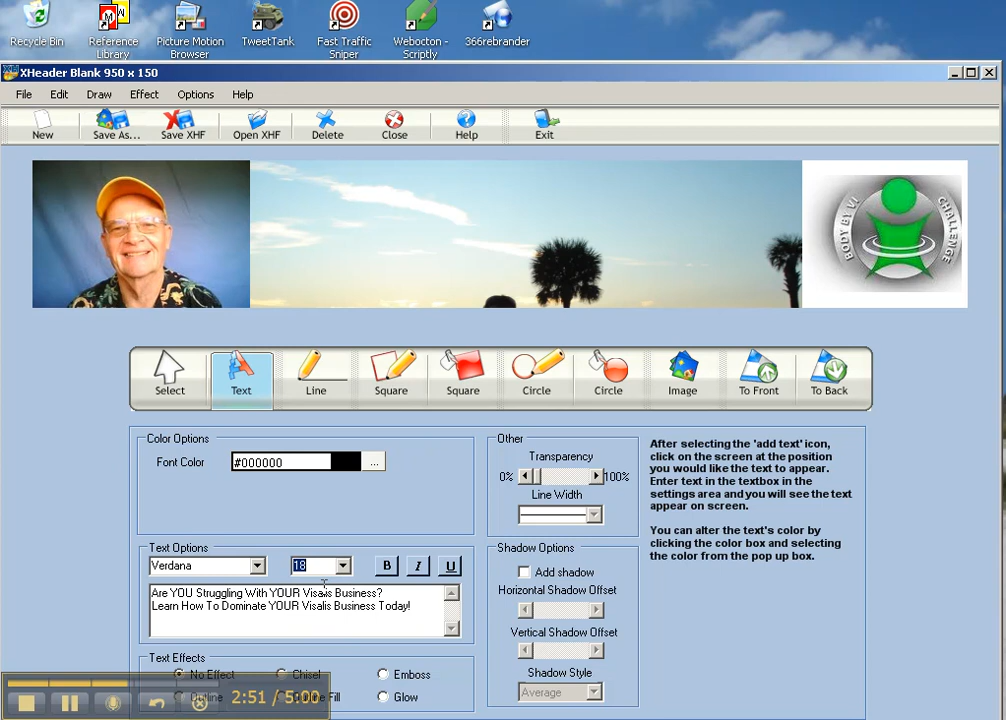 Recycle Bin
Reference Library
Picture Motion Browser
TweetTank
Fast Traffic Sniper
Webocton - Scriptly
366rebrander
XHeader Blank 950 x 150
File Edit Draw Effect Options Help
New Save As... Save XHF Open XHF Delete Close Help Exit
BODY BY VI CHALLENGE
Select Text Line Square Square Circle Circle Image To Front To Back
Color Options
Font Color #000000 ...
Other
Transparency
0% 100%
Line Width
After selecting the 'add text' icon,
click on the screen at the position
you would like the text to appear.
Enter text in the textbox in the
settings area and you will see the text
appear on screen.
You can alter the text's color by
clicking the color box and selecting
the color from the pop up box.
Text Options
Verdana 18 B I U
Are YOU Struggling With YOUR Visalis Business?
Learn How To Dominate YOUR Visalis Business Today!
Shadow Options
Add shadow
Horizontal Shadow Offset
Vertical Shadow Offset
Shadow Style
Average
Text Effects
No Effect Chisel Emboss
Outline Fill Glow
2:51 / 5:00